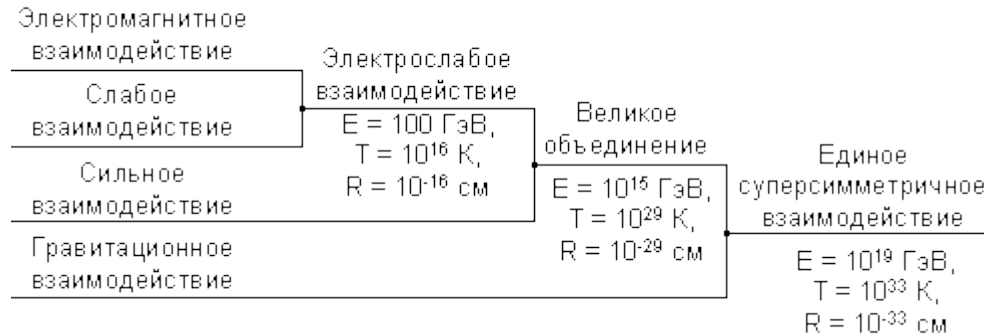 Электромагнитное
взаимодействие
Слабое
взаимодействие
Сильное
взаимодействие
Гравитационное
взаимодействие
Электрослабое
взаимодействие
E = 100 ГэВ,
T = 10¹⁶ К,
R = 10⁻¹⁶ см
Великое
объединение
E = 10¹⁵ ГэВ,
T = 10²⁹ К,
R = 10⁻²⁹ см
Единое
суперсимметричное
взаимодействие
E = 10¹⁹ ГэВ,
T = 10³³ К,
R = 10⁻³³ см